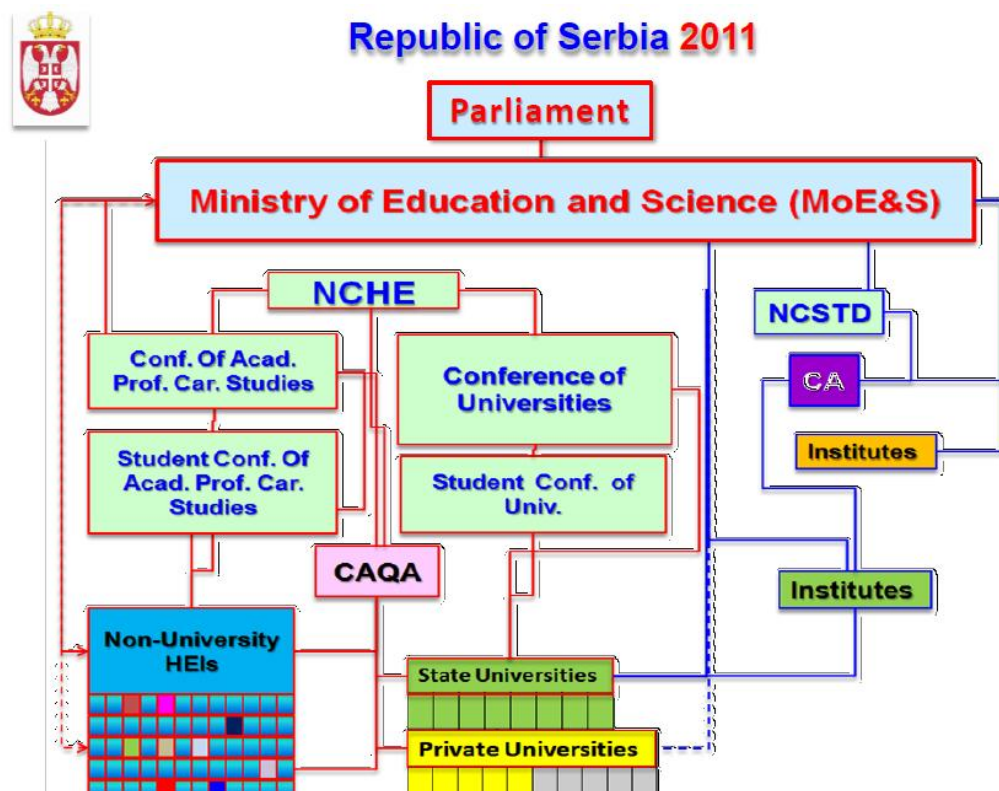 Republic of Serbia 2011
Parliament
Ministry of Education and Science (MoE&S)
NCHE
NCSTD
Conf. Of Acad.
Prof. Car. Studies
Conference of
Universities
CA
Student Conf. Of
Acad. Prof. Car.
Studies
Student Conf. of
Univ.
Institutes
CAQA
Institutes
Non-University
HEIs
State Universities
Private Universities